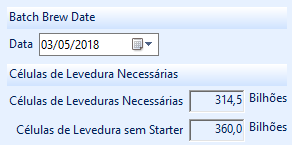 Batch Brew Date
Data 03/05/2018
Células de Levedura Necessárias
Células de Leveduras Necessárias 314,5 Bilhões
Células de Levedura sem Starter 360,0 Bilhões